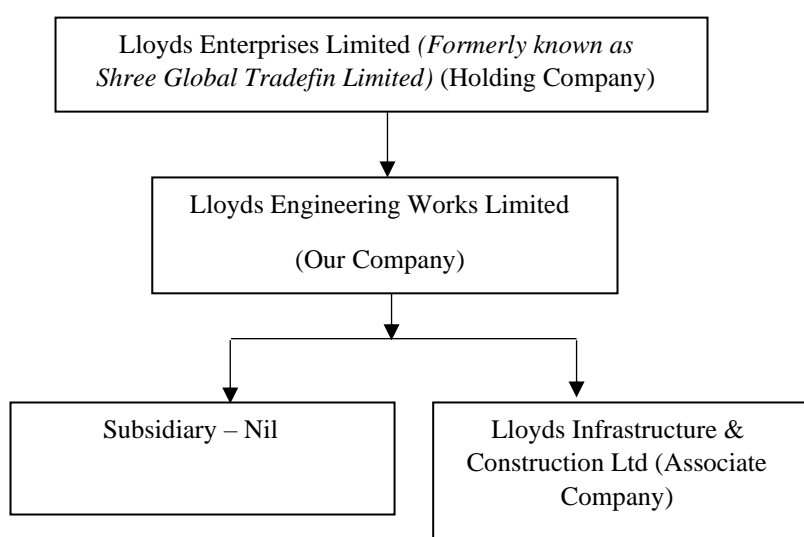 Lloyds Enterprises Limited (Formerly known as
Shree Global Tradefin Limited) (Holding Company)
Lloyds Engineering Works Limited
(Our Company)
Subsidiary – Nil
Lloyds Infrastructure &
Construction Ltd (Associate
Company)